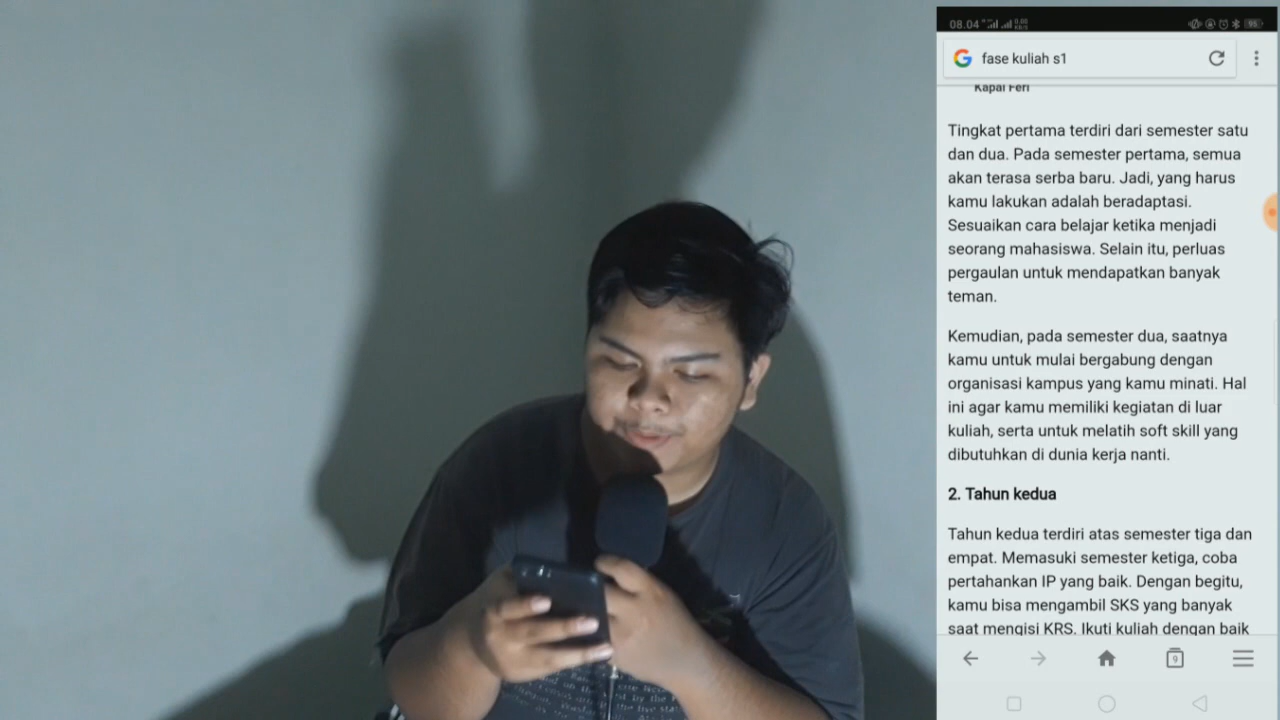 08.04
95
fase kuliah s1
Kapal Feri
Tingkat pertama terdiri dari semester satu
dan dua. Pada semester pertama, semua
akan terasa serba baru. Jadi, yang harus
kamu lakukan adalah beradaptasi.
Sesuaikan cara belajar ketika menjadi
seorang mahasiswa. Selain itu, perluas
pergaulan untuk mendapatkan banyak
teman.
Kemudian, pada semester dua, saatnya
kamu untuk mulai bergabung dengan
organisasi kampus yang kamu minati. Hal
ini agar kamu memiliki kegiatan di luar
kuliah, serta untuk melatih soft skill yang
dibutuhkan di dunia kerja nanti.
2. Tahun kedua
Tahun kedua terdiri atas semester tiga dan
empat. Memasuki semester ketiga, coba
pertahankan IP yang baik. Dengan begitu,
kamu bisa mengambil SKS yang banyak
saat mengisi KRS. Ikuti kuliah dengan baik
9